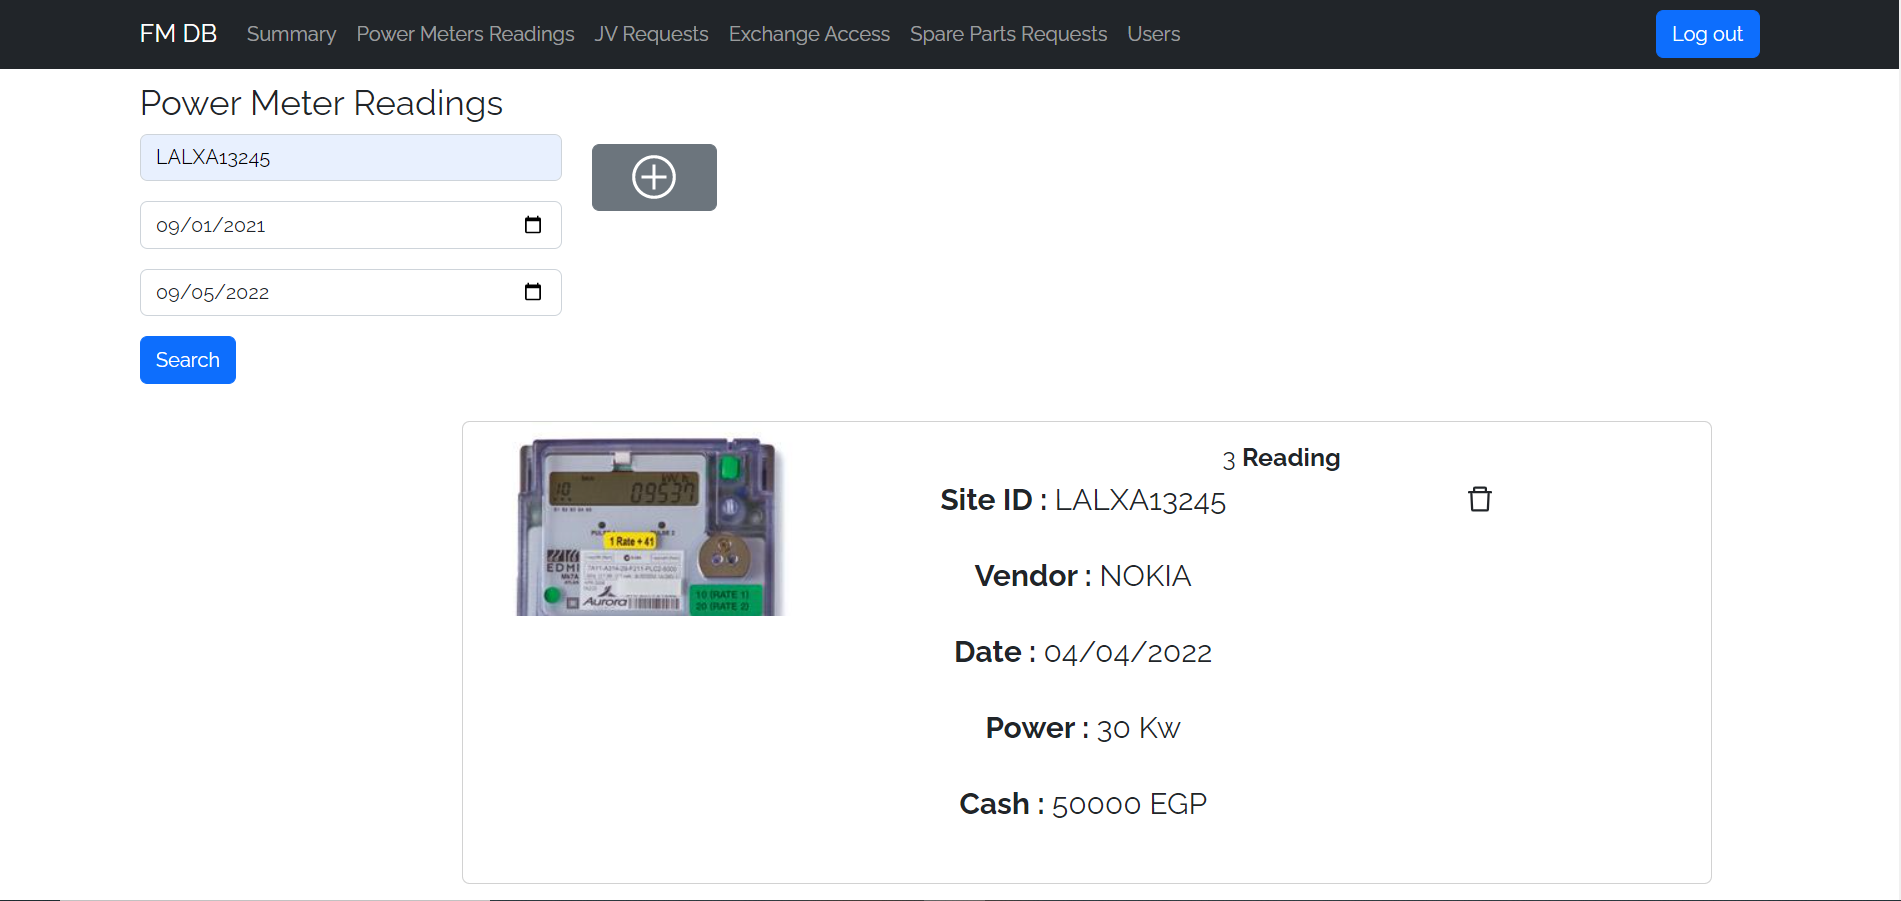 FM DB Summary Power Meters Readings JV Requests Exchange Access Spare Parts Requests Users Log out
Power Meter Readings
LALXA13245
09/01/2021
09/05/2022
Search
3 Reading
Site ID : LALXA13245
Vendor : NOKIA
Date : 04/04/2022
Power : 30 Kw
Cash : 50000 EGP
10
09537
1 Rate + 41
EDMI
Aurora
10 (RATE 1)
20 (RATE 2)